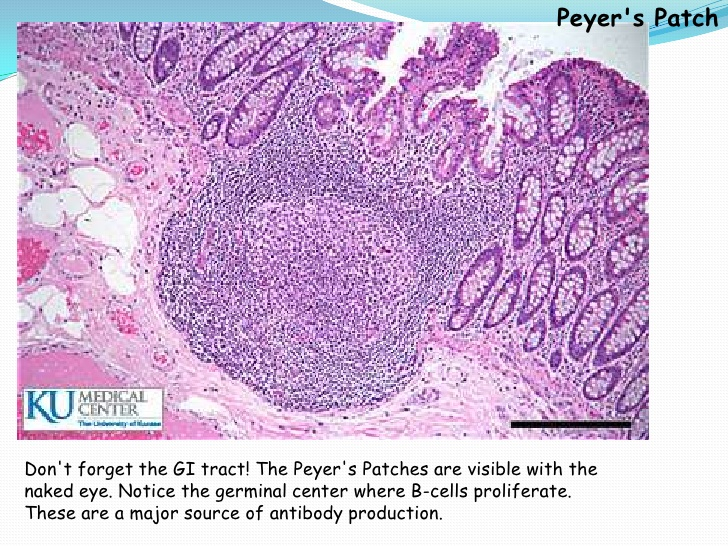 Peyer's Patch
KU MEDICAL
CENTER
The University of Kansas
Don't forget the GI tract! The Peyer's Patches are visible with the
naked eye. Notice the germinal center where B-cells proliferate.
These are a major source of antibody production.